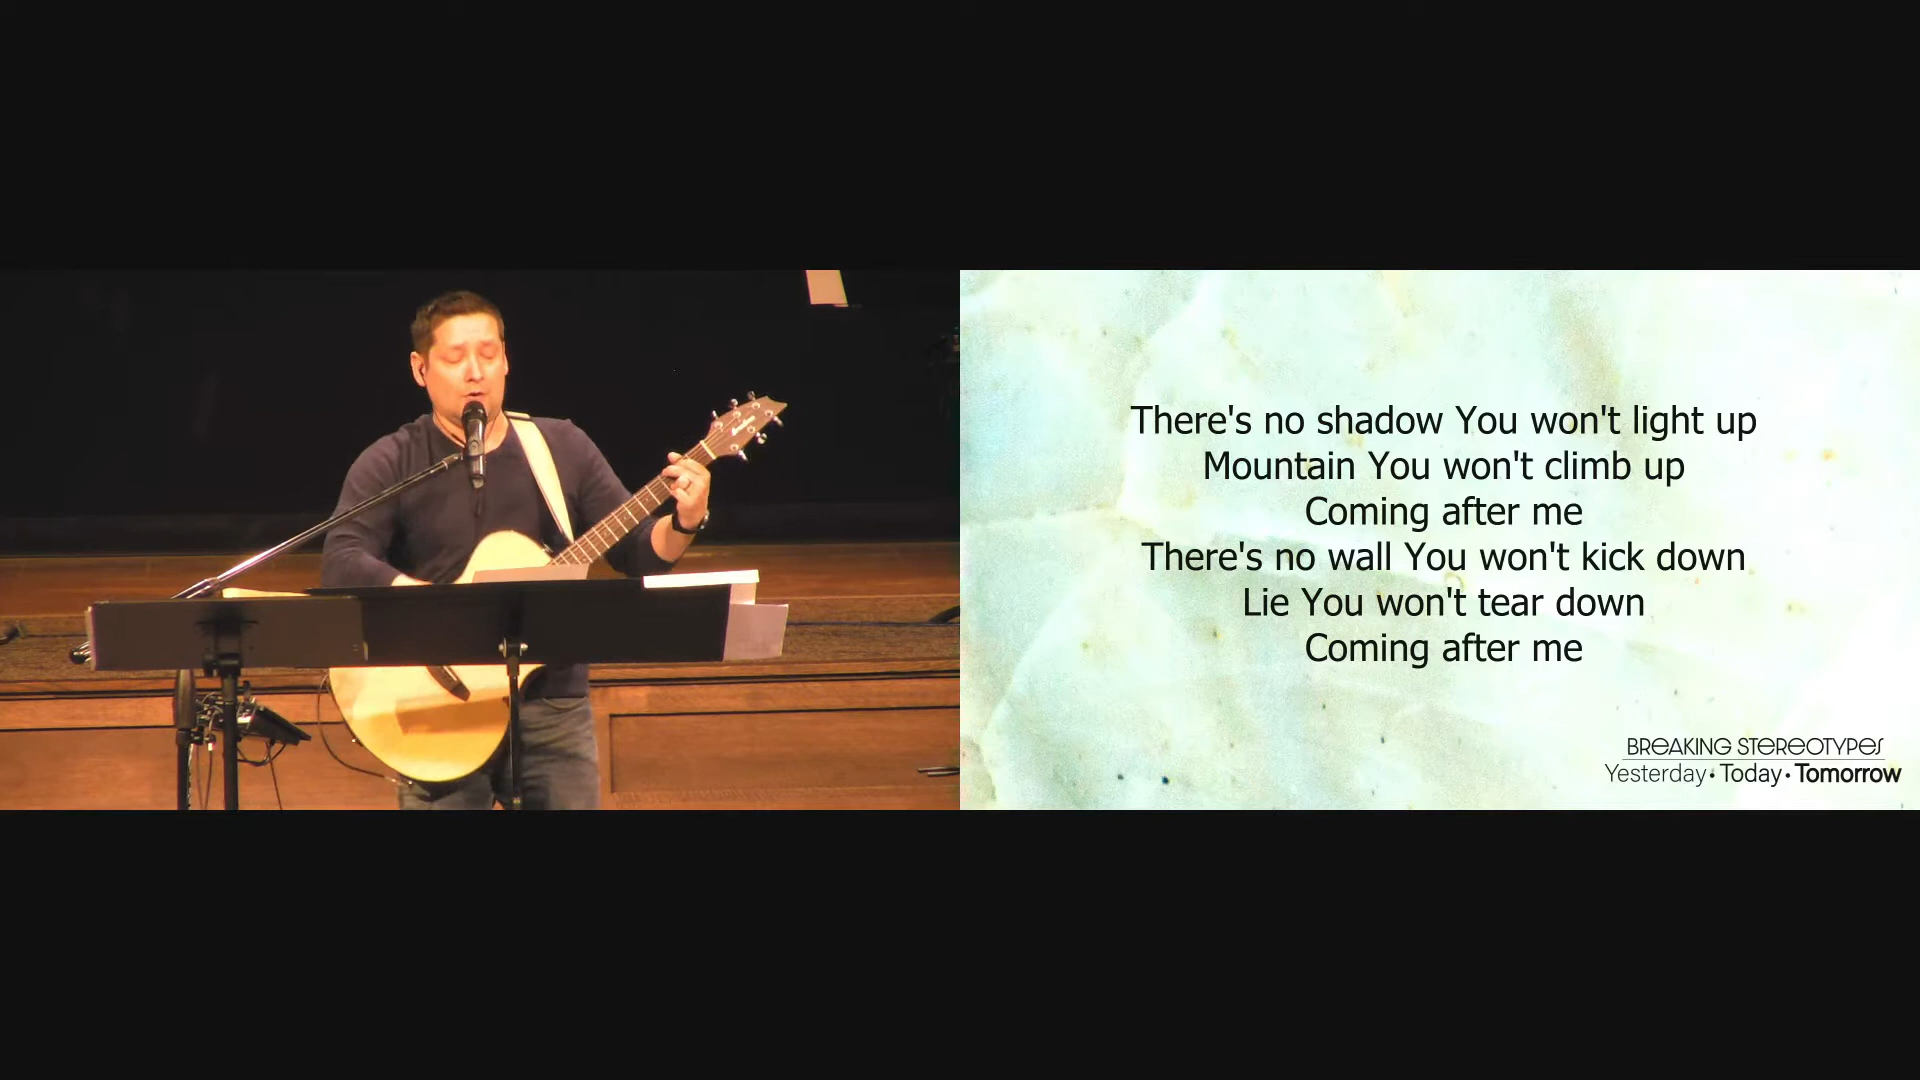 There's no shadow You won't light up
Mountain You won't climb up
Coming after me
There's no wall You won't kick down
Lie You won't tear down
Coming after me
BREAKING STEREOTYPES
Yesterday • Today • Tomorrow